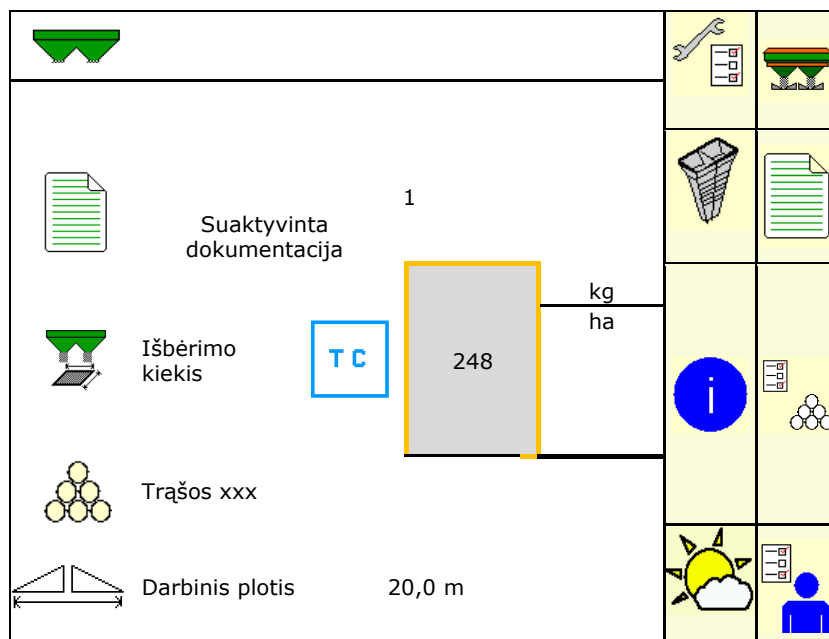 1
Suaktyvinta
dokumentacija
kg
ha
Išbėrimo
kiekis
TC
248
i
Trąšos xxx
Darbinis plotis
20,0 m